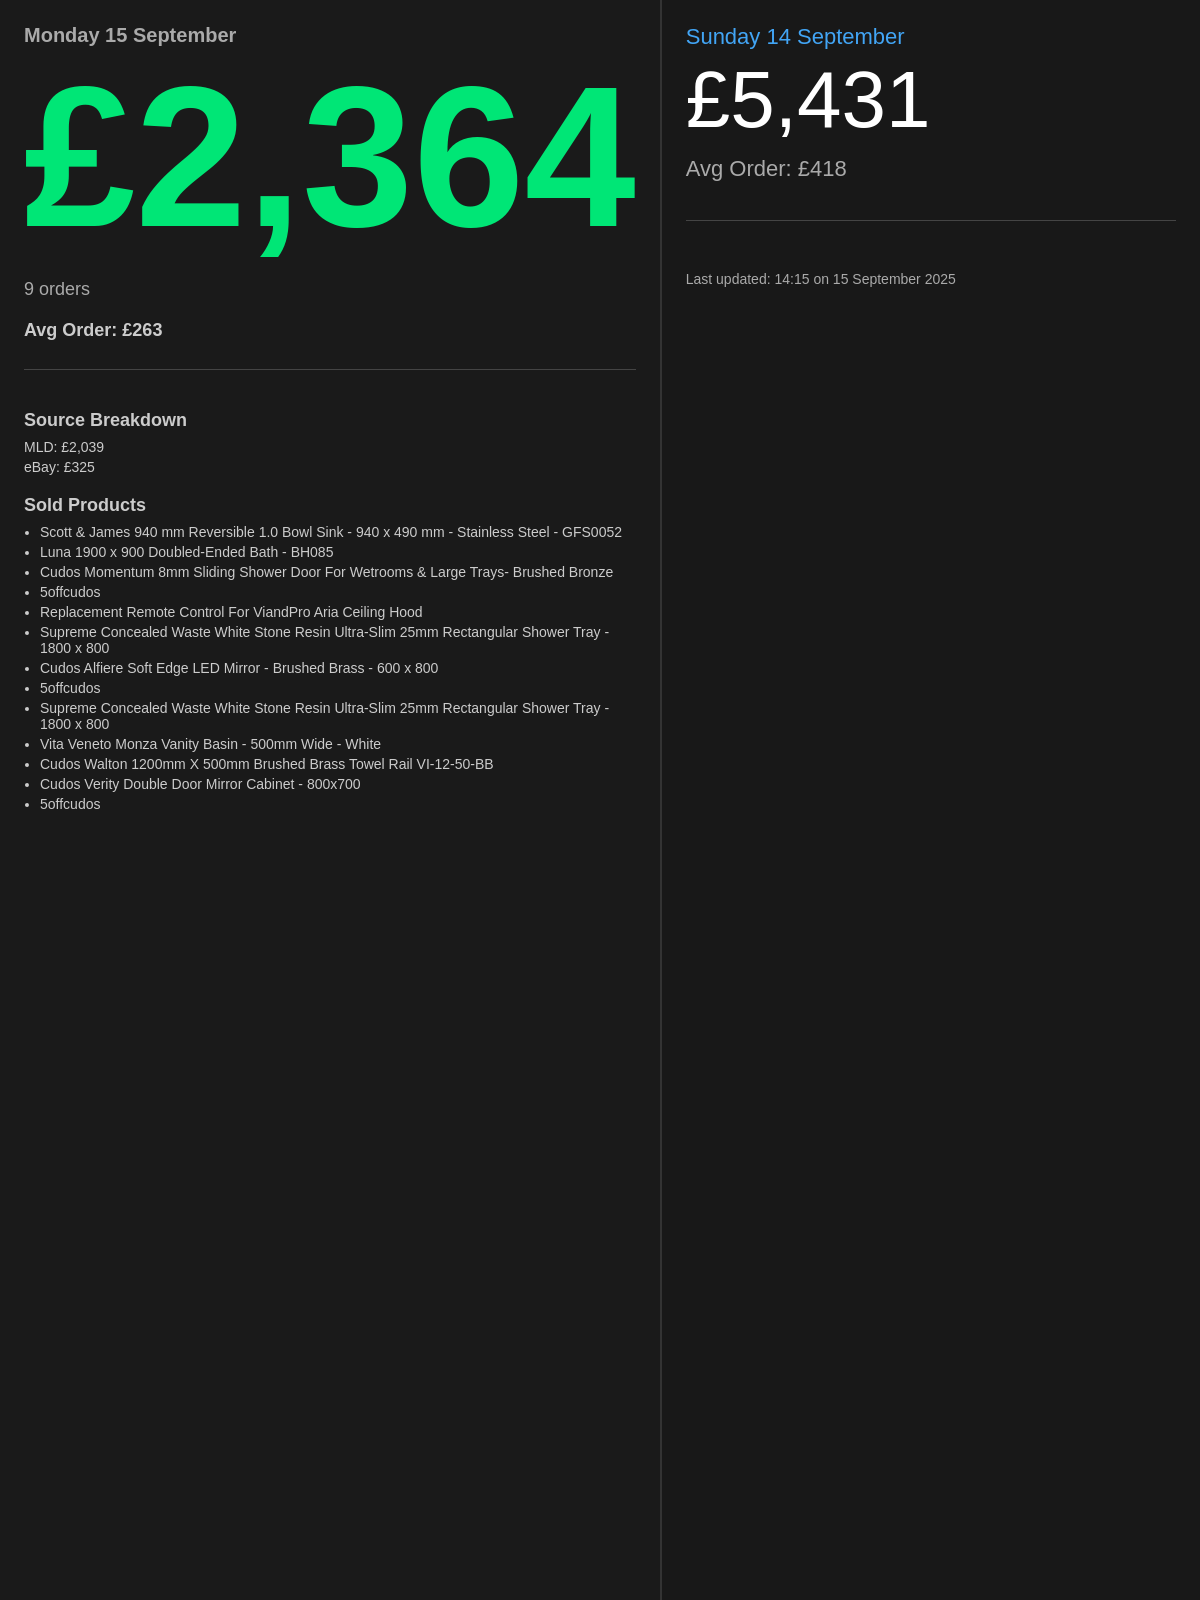 Monday 15 September
£2,364
9 orders
Avg Order: £263
Source Breakdown
MLD: £2,039
eBay: £325
Sold Products
• Scott & James 940 mm Reversible 1.0 Bowl Sink - 940 x 490 mm - Stainless Steel - GFS0052
• Luna 1900 x 900 Doubled-Ended Bath - BH085
• Cudos Momentum 8mm Sliding Shower Door For Wetrooms & Large Trays- Brushed Bronze
• 5offcudos
• Replacement Remote Control For ViandPro Aria Ceiling Hood
• Supreme Concealed Waste White Stone Resin Ultra-Slim 25mm Rectangular Shower Tray -
1800 x 800
• Cudos Alfiere Soft Edge LED Mirror - Brushed Brass - 600 x 800
• 5offcudos
• Supreme Concealed Waste White Stone Resin Ultra-Slim 25mm Rectangular Shower Tray -
1800 x 800
• Vita Veneto Monza Vanity Basin - 500mm Wide - White
• Cudos Walton 1200mm X 500mm Brushed Brass Towel Rail VI-12-50-BB
• Cudos Verity Double Door Mirror Cabinet - 800x700
• 5offcudos
Sunday 14 September
£5,431
Avg Order: £418
Last updated: 14:15 on 15 September 2025